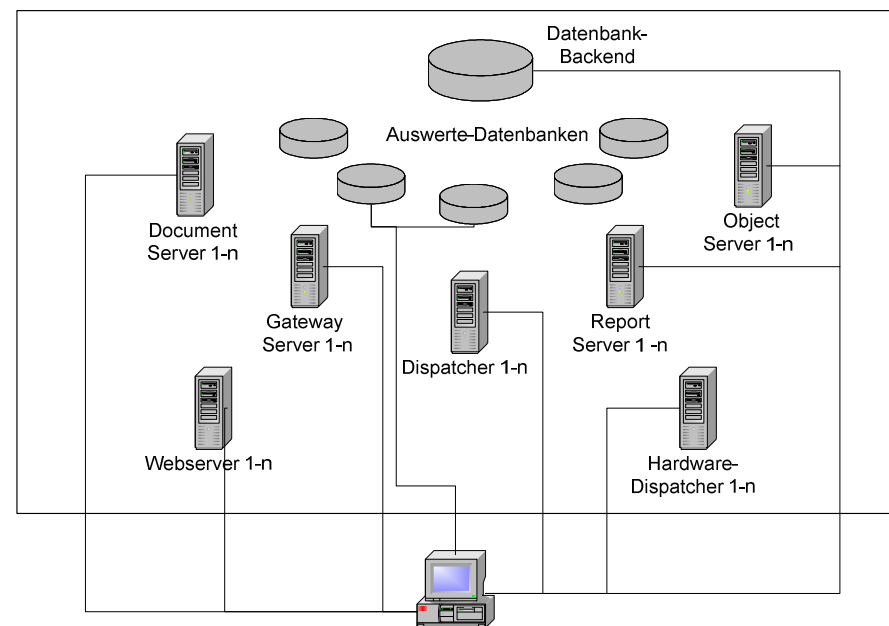 Datenbank-
Backend
Auswerte-Datenbanken
Document
Server 1-n
Object
Server 1-n
Gateway
Server 1-n
Report
Server 1 -n
Dispatcher 1-n
Webserver 1-n
Hardware-
Dispatcher 1-n